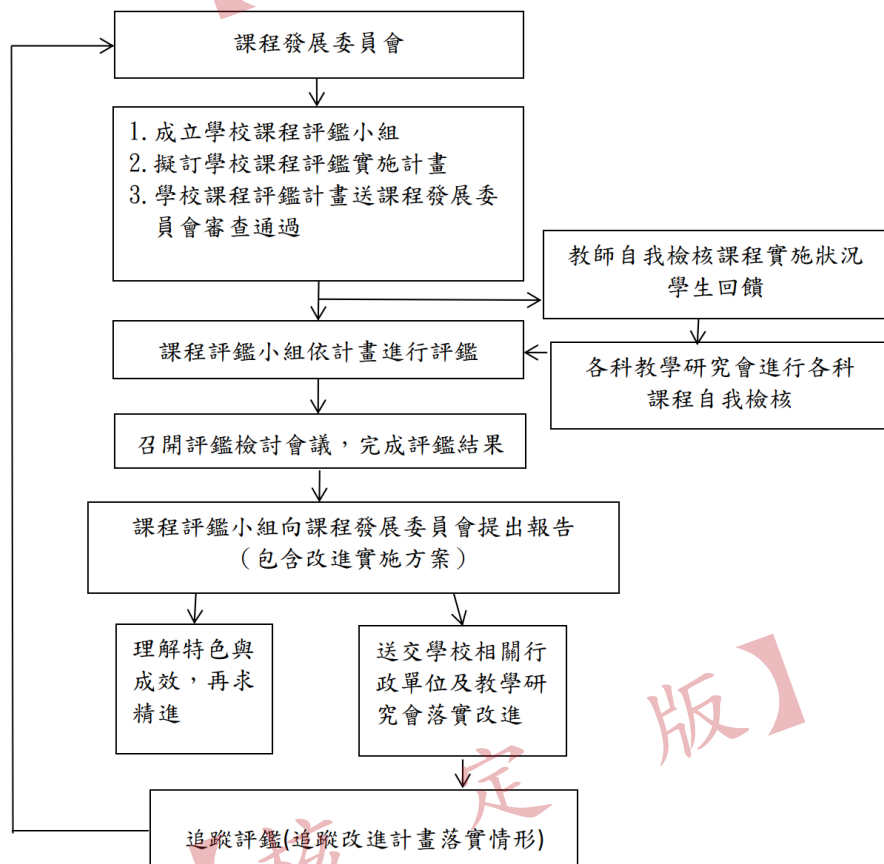 課程發展委員會
1. 成立學校課程評鑑小組
2. 擬訂學校課程評鑑實施計畫
3. 學校課程評鑑計畫送課程發展委
員會審查通過
教師自我檢核課程實施狀況
學生回饋
課程評鑑小組依計畫進行評鑑
各科教學研究會進行各科
課程自我檢核
召開評鑑檢討會議，完成評鑑結果
課程評鑑小組向課程發展委員會提出報告
（包含改進實施方案）
理解特色與
成效，再求
精進
送交學校相關行
政單位及教學研
究會落實改進
追蹤評鑑(追蹤改進計畫落實情形)
【核定版】